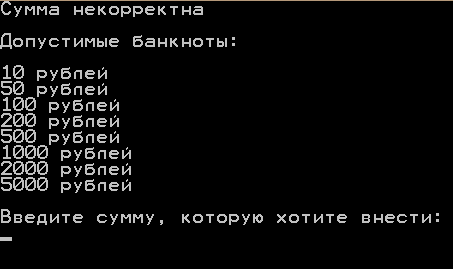 Сумма некорректна
Допустимые банкноты:
10 рублей
50 рублей
100 рублей
200 рублей
500 рублей
1000 рублей
2000 рублей
5000 рублей
Введите сумму, которую хотите внести: